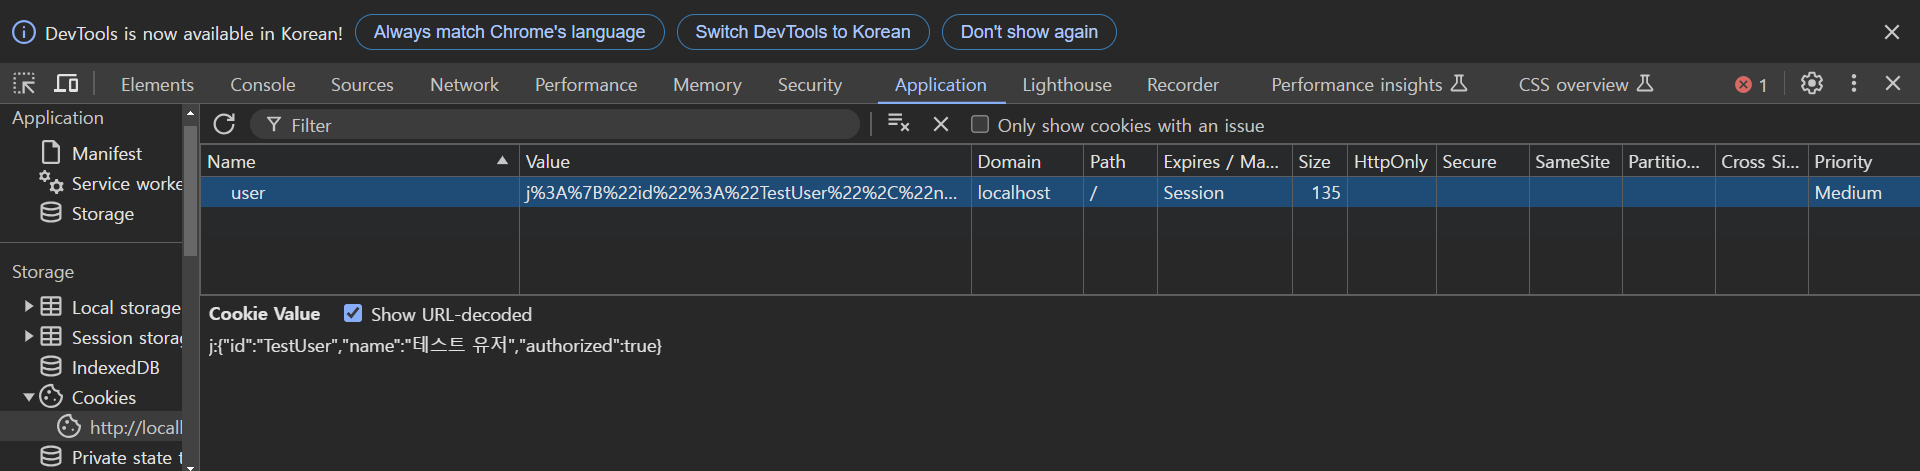 DevTools is now available in Korean! Always match Chrome's language Switch DevTools to Korean Don't show again
Elements Console Sources Network Performance Memory Security Application Lighthouse Recorder Performance insights CSS overview 1
Application
Manifest
Service worke
Storage
Storage
Local storage
Session storag
IndexedDB
Cookies
http://locall
Private state t
Filter Only show cookies with an issue
Name Value Domain Path Expires / Ma... Size HttpOnly Secure SameSite Partitio... Cross Si... Priority
user j%3A%7B%22id%22%3A%22TestUser%22%2C%22n... localhost / Session 135 Medium
Cookie Value Show URL-decoded
j:{"id":"TestUser","name":"테스트 유저","authorized":true}